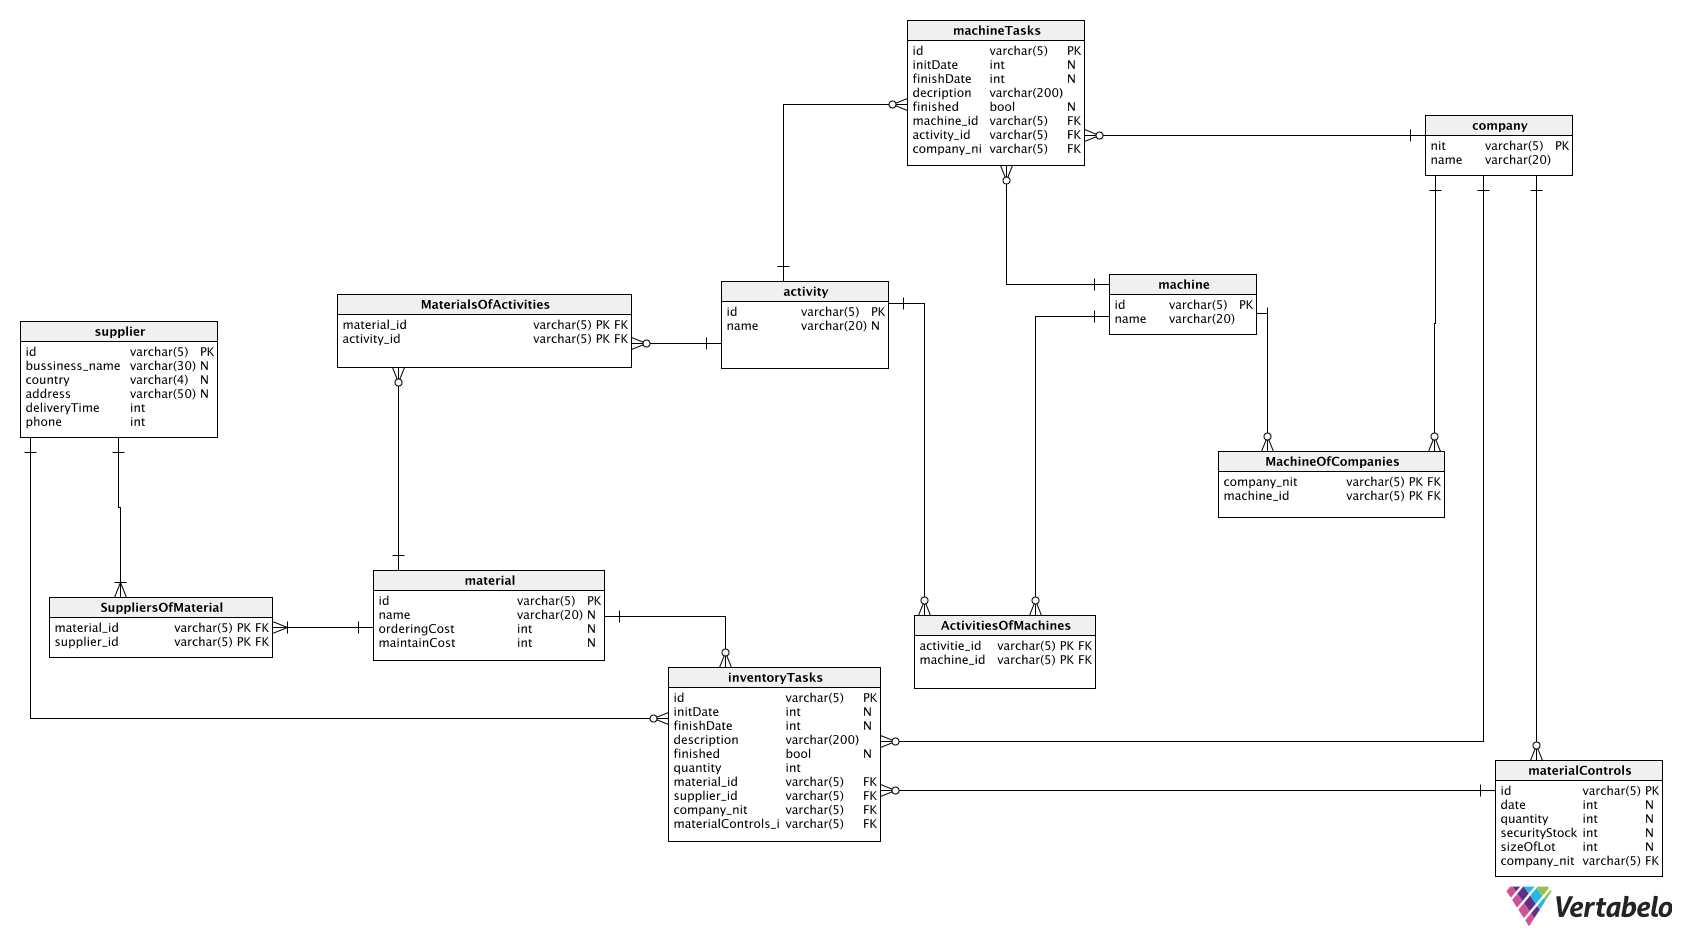 machineTasks
id varchar(5) PK
initDate int N
finishDate int N
decription varchar(200)
finished bool N
machine_id varchar(5) FK
activity_id varchar(5) FK
company_ni varchar(5) FK
company
nit varchar(5) PK
name varchar(20)
machine
id varchar(5) PK
name varchar(20)
activity
id varchar(5) PK
name varchar(20) N
MaterialsOfActivities
material_id varchar(5) PK FK
activity_id varchar(5) PK FK
supplier
id varchar(5) PK
bussiness_name varchar(30) N
country varchar(4) N
address varchar(50) N
deliveryTime int
phone int
MachineOfCompanies
company_nit varchar(5) PK FK
machine_id varchar(5) PK FK
material
id varchar(5) PK
name varchar(20) N
orderingCost int N
maintainCost int N
SuppliersOfMaterial
material_id varchar(5) PK FK
supplier_id varchar(5) PK FK
ActivitiesOfMachines
activitie_id varchar(5) PK FK
machine_id varchar(5) PK FK
inventoryTasks
id varchar(5) PK
initDate int N
finishDate int N
description varchar(200)
finished bool N
quantity int
material_id varchar(5) FK
supplier_id varchar(5) FK
company_nit varchar(5) FK
materialControls_i varchar(5) FK
materialControls
id varchar(5) PK
date int N
quantity int N
securityStock int N
sizeOfLot int N
company_nit varchar(5) FK
Vertabelo